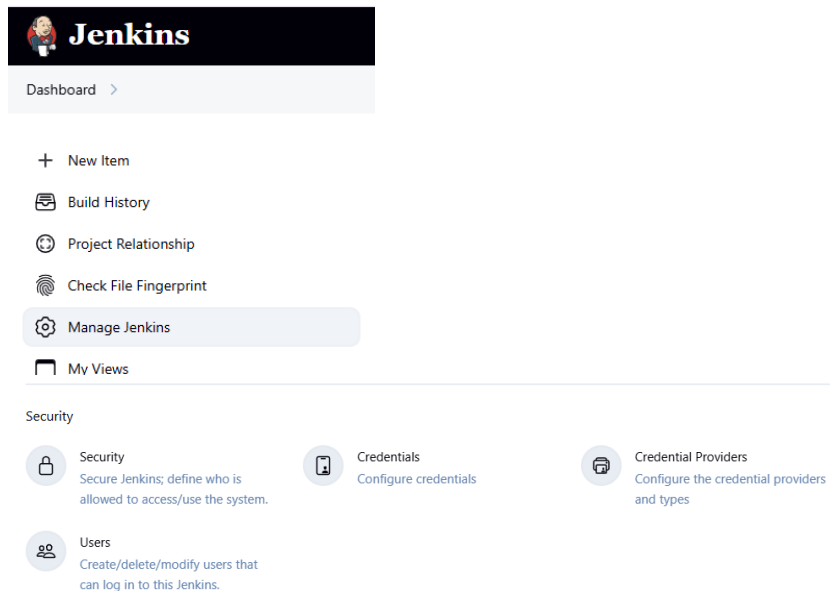 Jenkins
Dashboard
New Item
Build History
Project Relationship
Check File Fingerprint
Manage Jenkins
My Views
Security
Security
Secure Jenkins; define who is
allowed to access/use the system.
Credentials
Configure credentials
Credential Providers
Configure the credential providers
and types
Users
Create/delete/modify users that
can log in to this Jenkins.